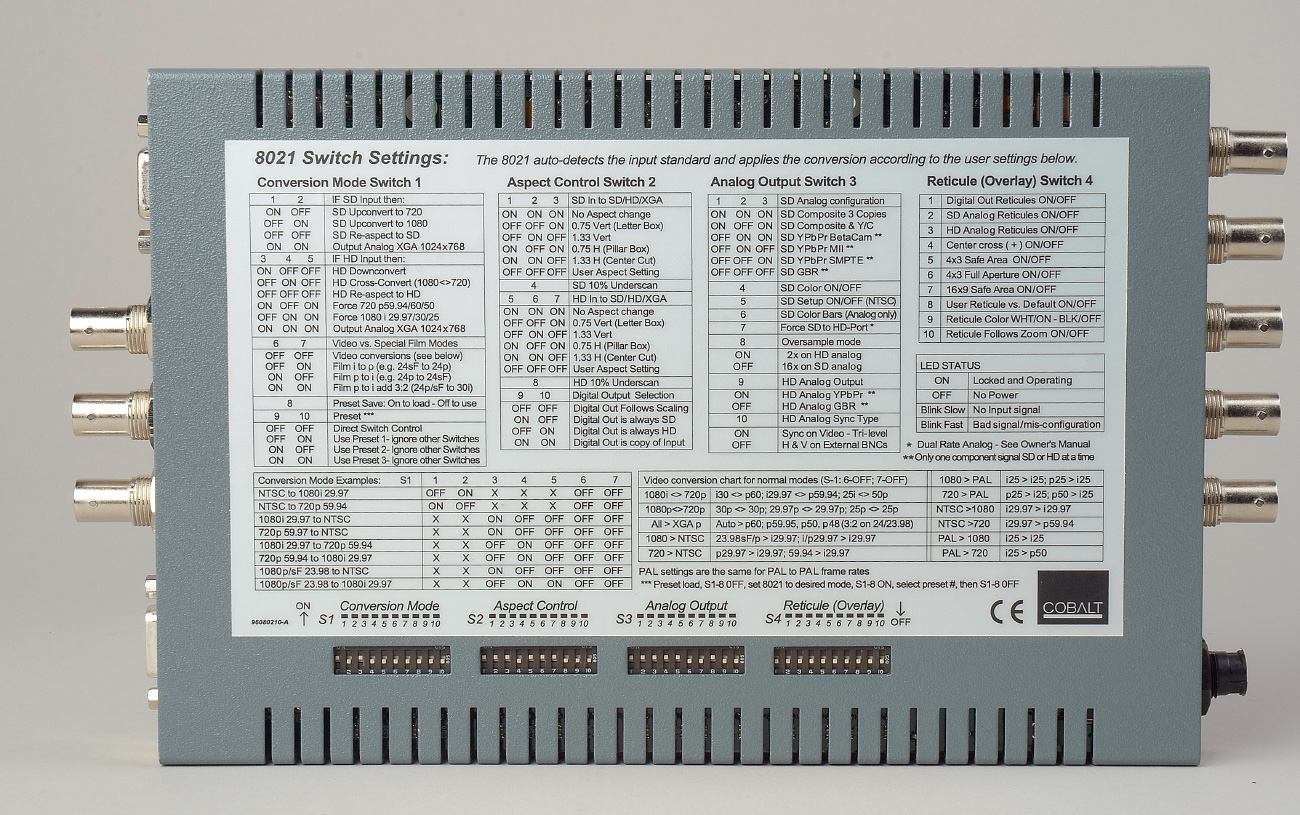 8021 Switch Settings: The 8021 auto-detects the input standard and applies the conversion according to the user settings below.
Conversion Mode Switch 1
1 2 IF SD Input then:
ON OFF SD Upconvert to 720
OFF ON SD Upconvert to 1080
OFF OFF SD Re-aspect to SD
ON ON Output Analog XGA 1024x768
3 4 5 IF HD Input then:
ON OFF OFF HD Downconvert
OFF ON OFF HD Cross-Convert (1080<>720)
OFF OFF OFF HD Re-aspect to HD
ON OFF ON Force 720 p59.94/60/50
OFF ON ON Force 1080 i 29.97/30/25
ON ON ON Output Analog XGA 1024x768
6 7 Video vs. Special Film Modes
OFF OFF Video conversions (see below)
OFF ON Film i to p (e.g. 24sF to 24p)
ON OFF Film p to i (e.g. 24p to 24sF)
ON ON Film p to i add 3:2 (24p/sF to 30i)
8 Preset Save: On to load - Off to use
9 10 Preset ***
OFF OFF Direct Switch Control
OFF ON Use Preset 1- ignore other Switches
ON OFF Use Preset 2- ignore other Switches
ON ON Use Preset 3- Ignore other Switches
Aspect Control Switch 2
1 2 3 SD In to SD/HD/XGA
ON ON ON No Aspect change
OFF ON ON 0.75 Vert (Letter Box)
OFF ON OFF 1.33 Vert
ON OFF ON 0.75 H (Pillar Box)
ON OFF OFF 1.33 H (Center Cut)
OFF OFF OFF User Aspect Setting
4 SD 10% Underscan
5 6 7 HD In to SD/HD/XGA
ON ON ON No Aspect change
OFF OFF ON 0.75 Vert (Letter Box)
OFF ON OFF 1.33 Vert
ON OFF ON 0.75 H (Pillar Box)
ON OFF OFF 1.33 H (Center Cut)
OFF OFF OFF User Aspect Setting
8 HD 10% Underscan
9 10 Digital Output Selection
OFF OFF Digital Out Follows Scaling
ON OFF Digital Out is always SD
OFF ON Digital Out is always HD
ON ON Digital Out is copy of Input
Analog Output Switch 3
1 2 3 SD Analog configuration
ON ON ON SD Composite 3 Copies
OFF ON ON SD Composite & Y/C
OFF ON ON SD YPbPr BetaCam **
OFF OFF ON SD YPbPr MII **
OFF OFF OFF SD YPbPr SMPTE **
OFF OFF OFF SD GBR **
4 SD Color ON/OFF
5 SD Setup ON/OFF (NTSC)
6 SD Color Bars (Analog only)
7 Force SD to HD-Port *
8 Oversample mode
ON 2x on HD analog
OFF 16x on SD analog
9 HD Analog Output
ON HD Analog YPbPr **
OFF HD Analog GBR **
10 HD Analog Sync Type
ON Sync on Video - Tri-level
OFF H & V on External BNCs
Reticule (Overlay) Switch 4
1 Digital Out Reticules ON/OFF
2 SD Analog Reticules ON/OFF
3 HD Analog Reticules ON/OFF
4 Center cross ( + ) ON/OFF
5 4x3 Safe Area ON/OFF
6 4x3 Full Aperture ON/OFF
7 16x9 Safe Area ON/OFF
8 User Reticule vs. Default ON/OFF
9 Reticule Color WHT/ON - BLK/OFF
10 Reticule Follows Zoom ON/OFF
LED STATUS
ON Locked and Operating
OFF No Power
Blink Slow No Input signal
Blink Fast Bad signal/mis-configuration
* Dual Rate Analog - See Owner's Manual
**Only one component signal SD or HD at a time
Conversion Mode Examples: S1 1 2 3 4 5 6 7
NTSC to 1080i 29.97 OFF ON X X X OFF OFF
NTSC to 720p 59.94 ON OFF X X X OFF OFF
1080i 29.97 to NTSC X X ON OFF OFF OFF OFF
720p 59.97 to NTSC X X ON OFF OFF OFF OFF
1080i 29.97 to 720p 59.94 X X OFF ON OFF OFF OFF
720p 59.94 to 1080i 29.97 X X OFF ON OFF OFF OFF
1080p/sF 23.98 to NTSC X X ON OFF OFF ON ON
1080p/sF 23.98 to 1080i 29.97 X X OFF ON ON ON ON
Video conversion chart for normal modes (S-1: 6-OFF; 7-OFF)
1080i <> 720p i30 <> p60; i29.97 <> p59.94; 25i <> 50p
1080p<>720p 30p <> 30p; 29.97p <> 29.97p; 25p <> 25p
All > XGA p Auto > p60; p59.95, p50, p48 (3:2 on 24/23.98)
1080 > NTSC 23.98sF/p > i29.97; i/p29.97 > i29.97
720 > NTSC p29.97 > i29.97; 59.94 > i29.97
1080 > PAL i25 > i25; p25 > i25
720 > PAL p25 > i25; p50 > i25
NTSC >1080 i29.97 > i29.97
NTSC >720 i29.97 > p59.94
PAL > 1080 i25 > i25
PAL > 720 i25 > p50
PAL settings are the same for PAL to PAL frame rates
*** Preset load, S1-8 OFF, set 8021 to desired mode, S1-8 ON, select preset #, then S1-8 OFF
96080210-A
ON ↑ S1 Conversion Mode 1 2 3 4 5 6 7 8 9 10
S2 Aspect Control 1 2 3 4 5 6 7 8 9 10
S3 Analog Output 1 2 3 4 5 6 7 8 9 10
S4 Reticule (Overlay) 1 2 3 4 5 6 7 8 9 10 ↓ OFF
CE
COBALT